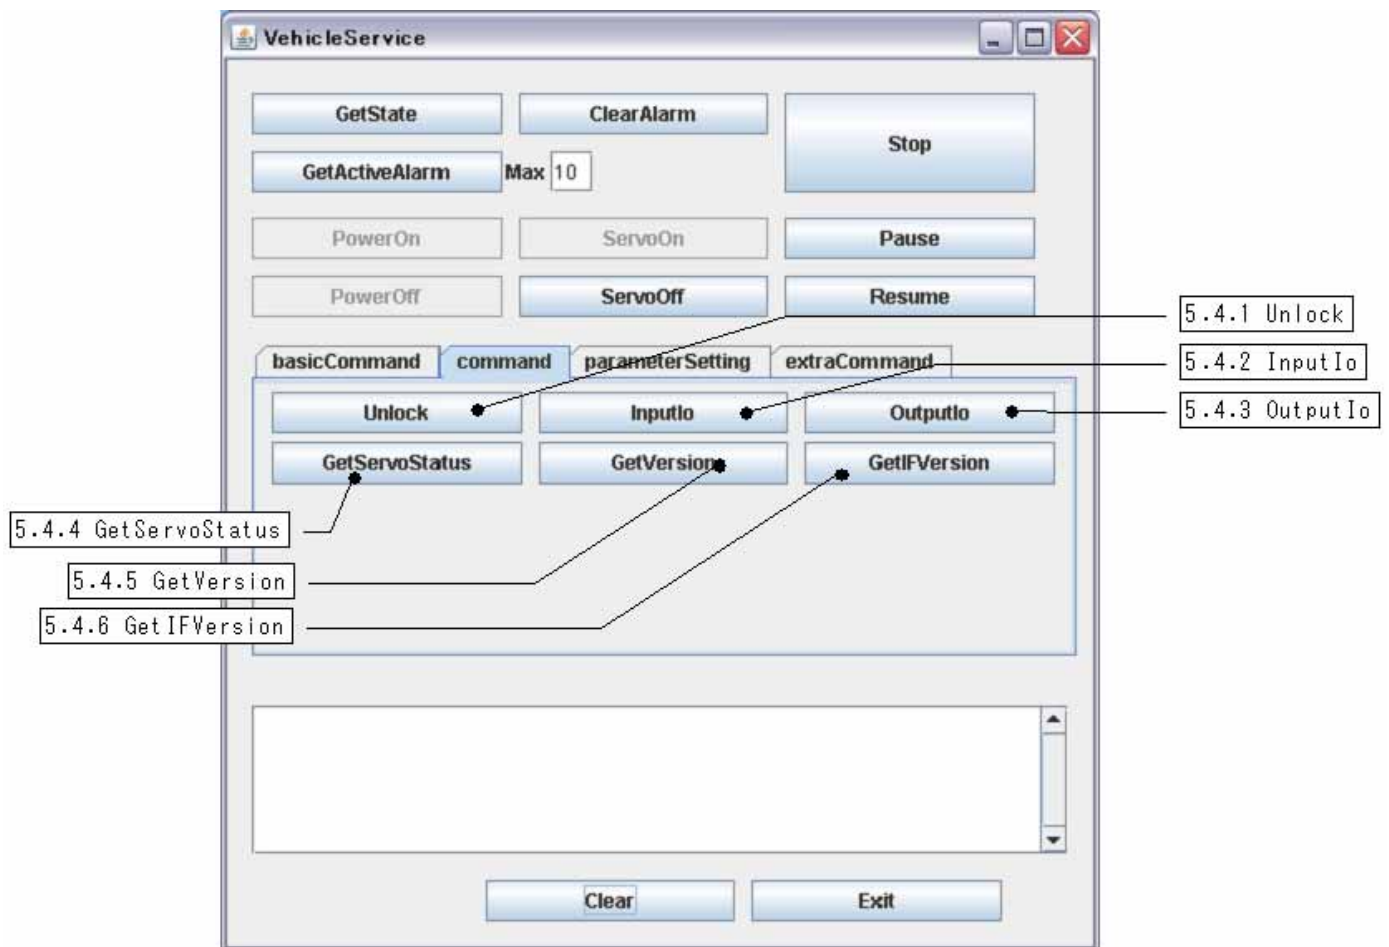 VehicleService
GetState ClearAlarm Stop
GetActiveAlarm Max 10
PowerOn ServoOn Pause
PowerOff ServoOff Resume
5.4.1 Unlock
basicCommand command parameterSetting extraCommand
5.4.2 InputIo
Unlock InputIo OutputIo
5.4.3 OutputIo
GetServoStatus GetVersion GetIFVersion
5.4.4 GetServoStatus
5.4.5 GetVersion
5.4.6 GetIFVersion
Clear Exit